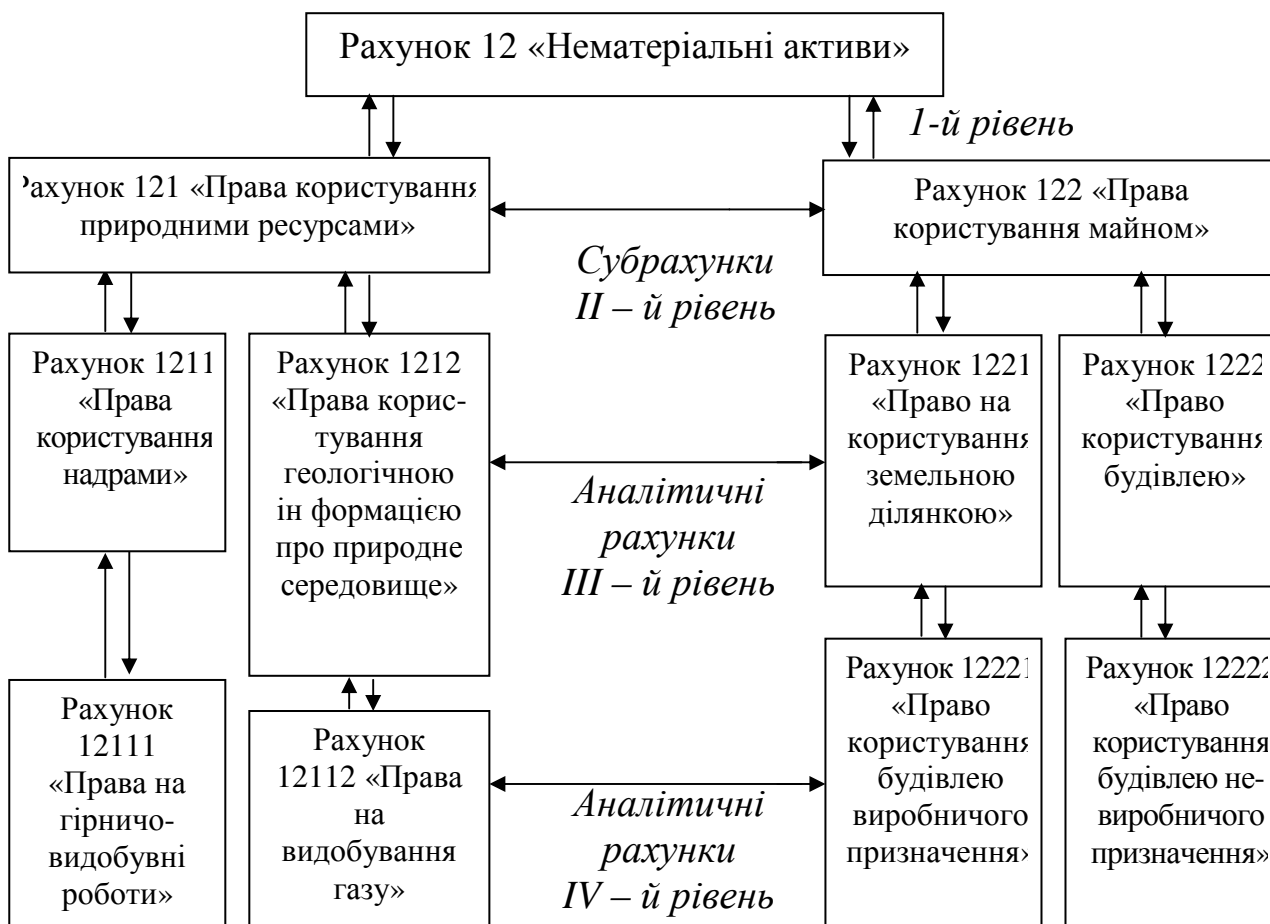 Рахунок 12 «Нематеріальні активи»
1-й рівень
Рахунок 121 «Права користування
природними ресурсами»
Рахунок 122 «Права
користування майном»
Субрахунки
II – й рівень
Рахунок 1211
«Права
користування
надрами»
Рахунок 1212
«Права корис-
тування
геологічною
ін формацією
про природне
середовище»
Аналітичні
рахунки
III – й рівень
Рахунок 1221
«Право на
користування
земельною
ділянкою»
Рахунок 1222
«Право
користування
будівлею»
Рахунок
12111
«Права на
гірничо-
видобувні
роботи»
Рахунок
12112 «Права
на
видобування
газу»
Аналітичні
рахунки
IV – й рівень
Рахунок 12221
«Право
користування
будівлею
виробничого
призначення»
Рахунок 12222
«Право
користування
будівлею не-
виробничого
призначення»